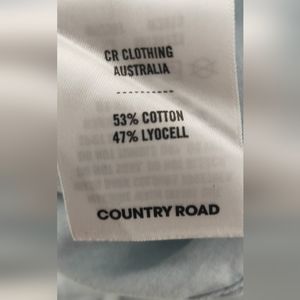 CR CLOTHING
AUSTRALIA
53% COTTON
47% LYOCELL
COUNTRY ROAD